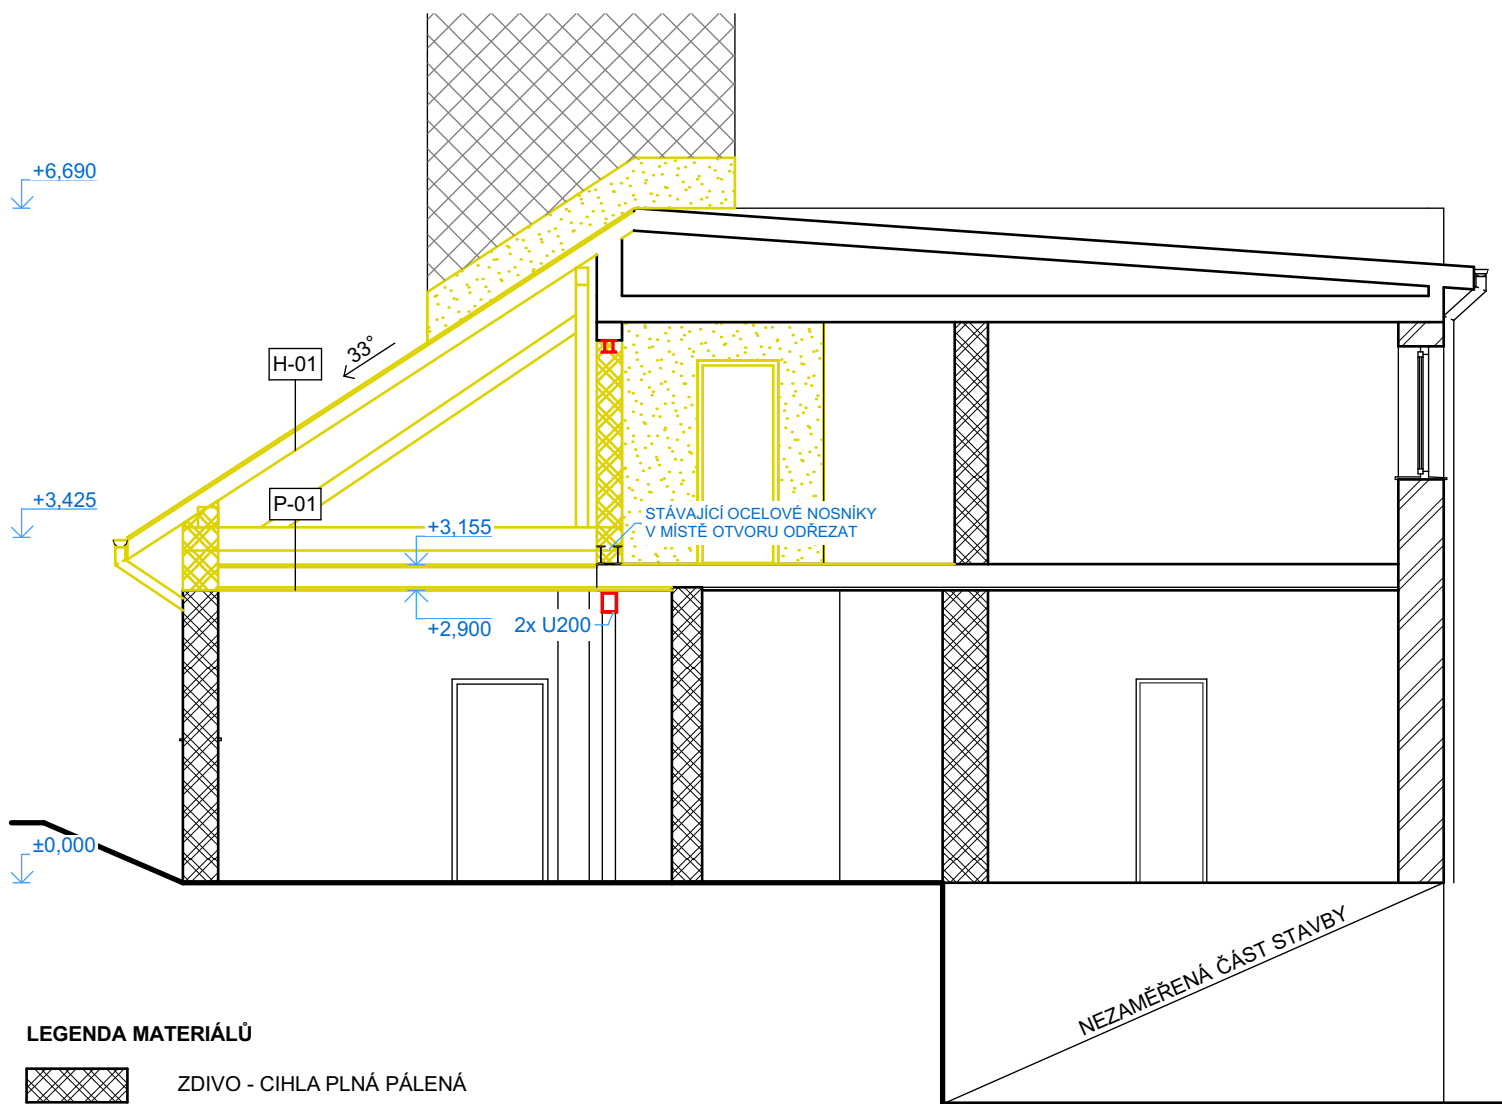 +6,690
33°
H-01
+3,425
P-01
+3,155
STÁVAJÍCÍ OCELOVÉ NOSNÍKY
V MÍSTĚ OTVORU ODŘEZAT
+2,900
2x U200
±0,000
NEZAMĚŘENÁ ČÁST STAVBY
LEGENDA MATERIÁLŮ
ZDIVO - CIHLA PLNÁ PÁLENÁ